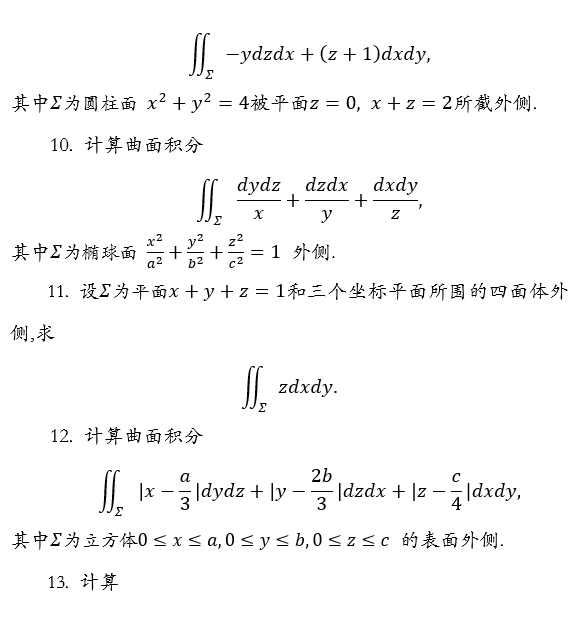 ∬_Σ −ydzdx + (z + 1)dxdy,
其中Σ为圆柱面 x² + y² = 4被平面z = 0, x + z = 2所截外侧.
10. 计算曲面积分
∬_Σ dydz/x + dzdx/y + dxdy/z,
其中Σ为椭球面 x²/a² + y²/b² + z²/c² = 1 外侧.
11. 设Σ为平面x + y + z = 1和三个坐标平面所围的四面体外
侧,求
∬_Σ zdxdy.
12. 计算曲面积分
∬_Σ |x − a/3|dydz + |y − 2b/3|dzdx + |z − c/4|dxdy,
其中Σ为立方体0 ≤ x ≤ a, 0 ≤ y ≤ b, 0 ≤ z ≤ c 的表面外侧.
13. 计算